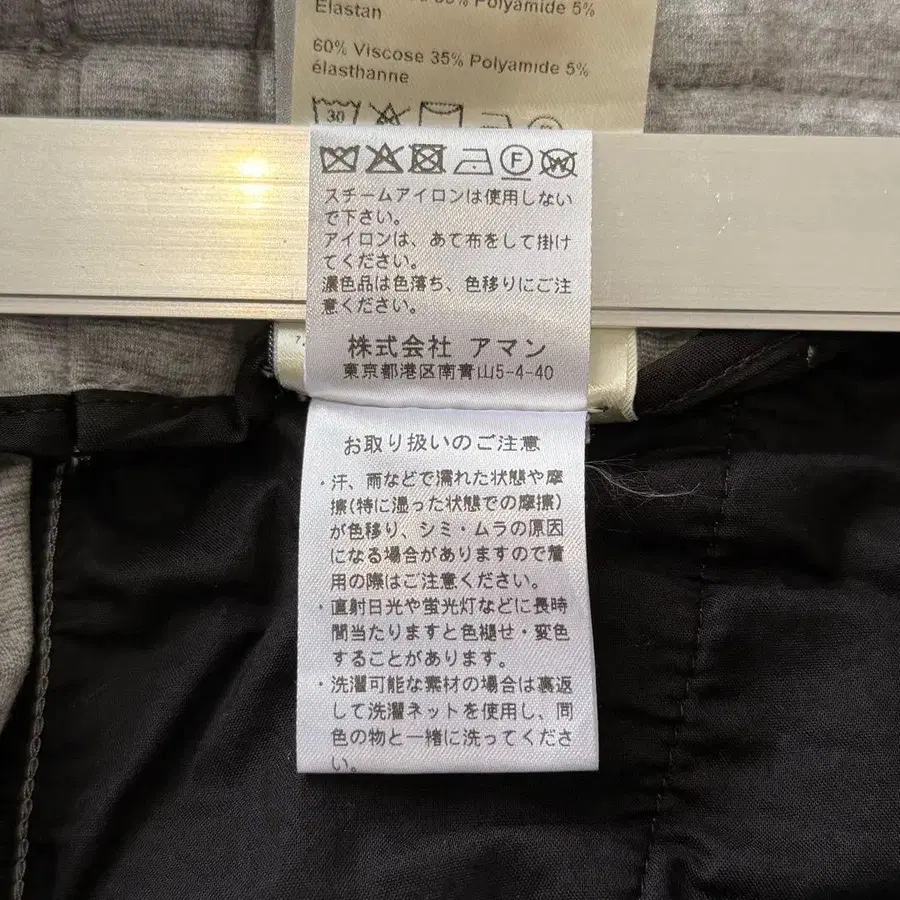 Polyamide 5%
Elastan
60% Viscose 35% Polyamide 5%
élasthanne
30
F
W
スチームアイロンは使用しない
で下さい。
アイロンは、あて布をして掛け
てください。
濃色品は色落ち、色移りにご注
意ください。
株式会社 アマン
東京都港区南青山5-4-40
お取り扱いのご注意
・汗、雨などで濡れた状態や摩
擦(特に湿った状態での摩擦)
が色移り、シミ・ムラの原因
になる場合がありますので着
用の際はご注意ください。
・直射日光や蛍光灯などに長時
間当たりますと色褪せ・変色
することがあります。
・洗濯可能な素材の場合は裏返
して洗濯ネットを使用し、同
色の物と一緒に洗ってくださ
い。